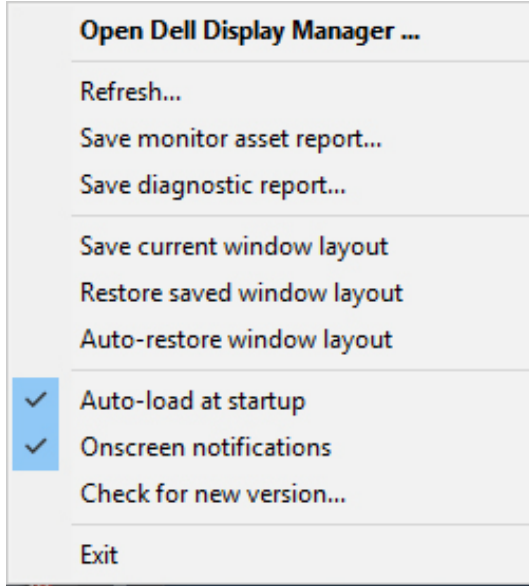 Open Dell Display Manager ...
Refresh...
Save monitor asset report...
Save diagnostic report...
Save current window layout
Restore saved window layout
Auto-restore window layout
Auto-load at startup
Onscreen notifications
Check for new version...
Exit